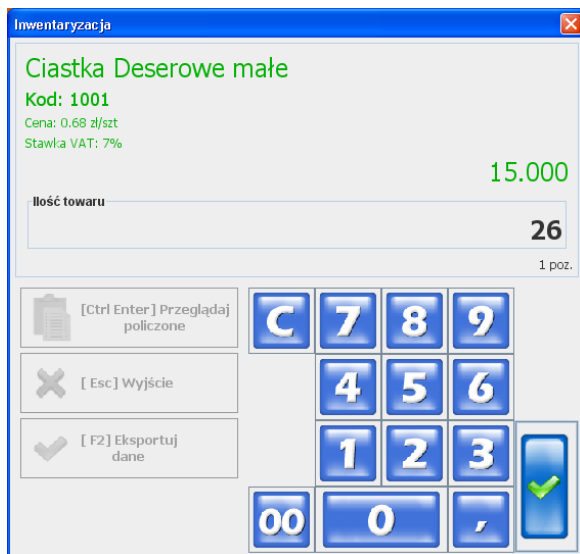 Inwentaryzacja
Ciastka Deserowe małe
Kod: 1001
Cena: 0.68 zł/szt
Stawka VAT: 7%
15.000
Ilość towaru
26
1 poz.
[Ctrl Enter] Przeglądaj
policzone
[ Esc] Wyjście
[ F2] Eksportuj
dane
C 7 8 9
4 5 6
1 2 3
00 0 ,